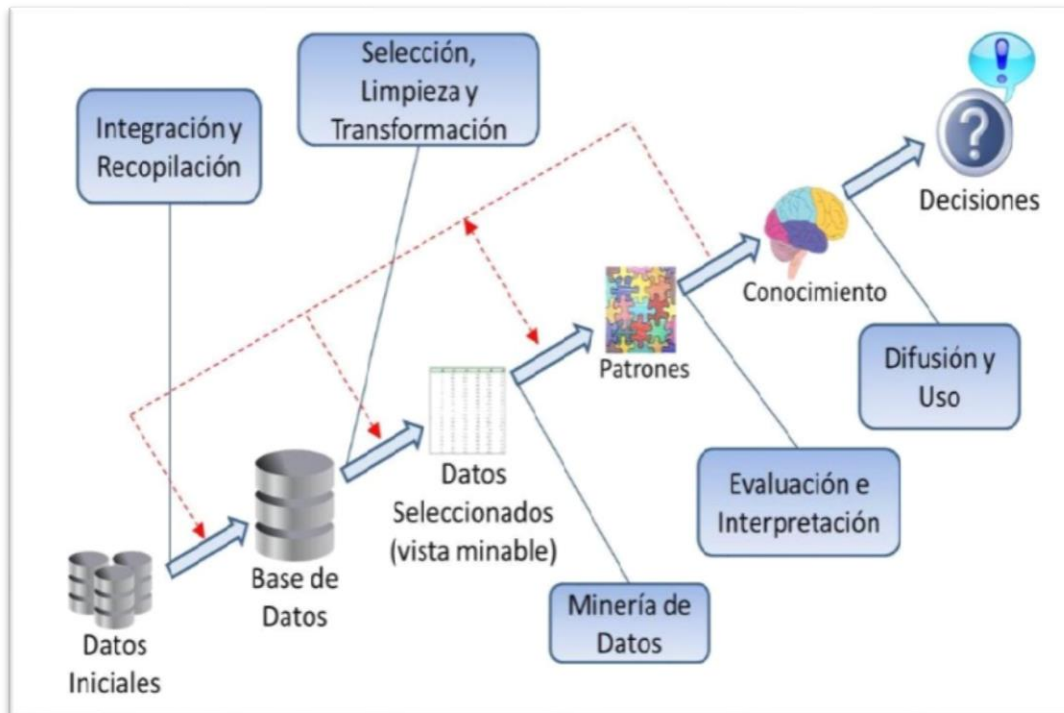 Integración y
Recopilación
Selección,
Limpieza y
Transformación
Decisiones
Conocimiento
Patrones
Difusión y
Uso
Datos
Seleccionados
(vista minable)
Evaluación e
Interpretación
Base de
Datos
Minería de
Datos
Datos
Iniciales